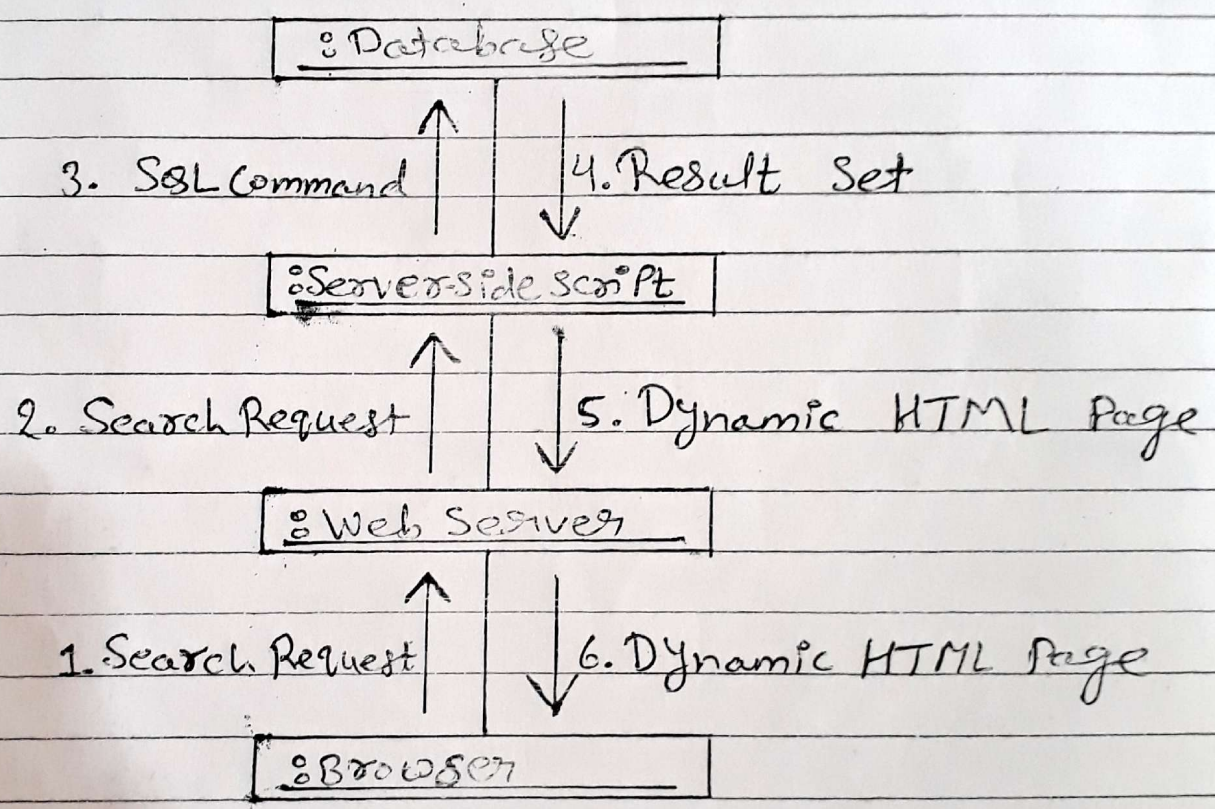 :Database
3. SQL Command 4. Result Set
:Server-side script
2. Search Request 5. Dynamic HTML Page
:Web Server
1. Search Request 6. Dynamic HTML Page
:Browser